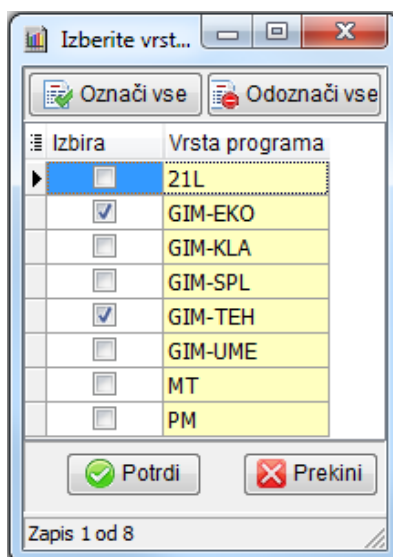 Izberite vrst...
Označi vse Odoznači vse
Izbira Vrsta programa
21L
GIM-EKO
GIM-KLA
GIM-SPL
GIM-TEH
GIM-UME
MT
PM
Potrdi Prekini
Zapis 1 od 8